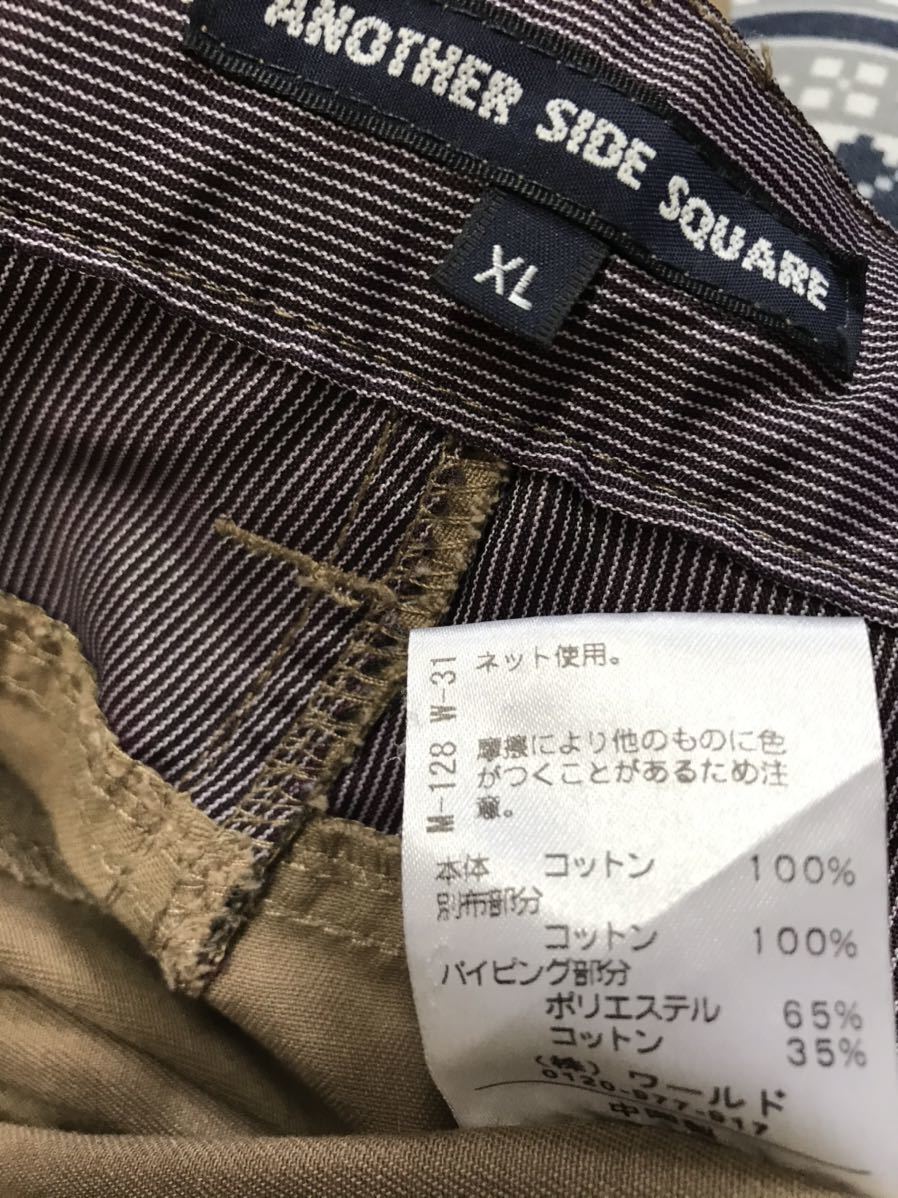 ANOTHER SIDE SQUARE
XL
M-128 W-31
ネット使用。
摩擦により他のものに色
がつくことがあるため注
意。
本体 コットン 100%
別布部分
コットン 100%
パイピング部分
ポリエステル 65%
コットン 35%
(株) ワールド
0120-977-617
中国製